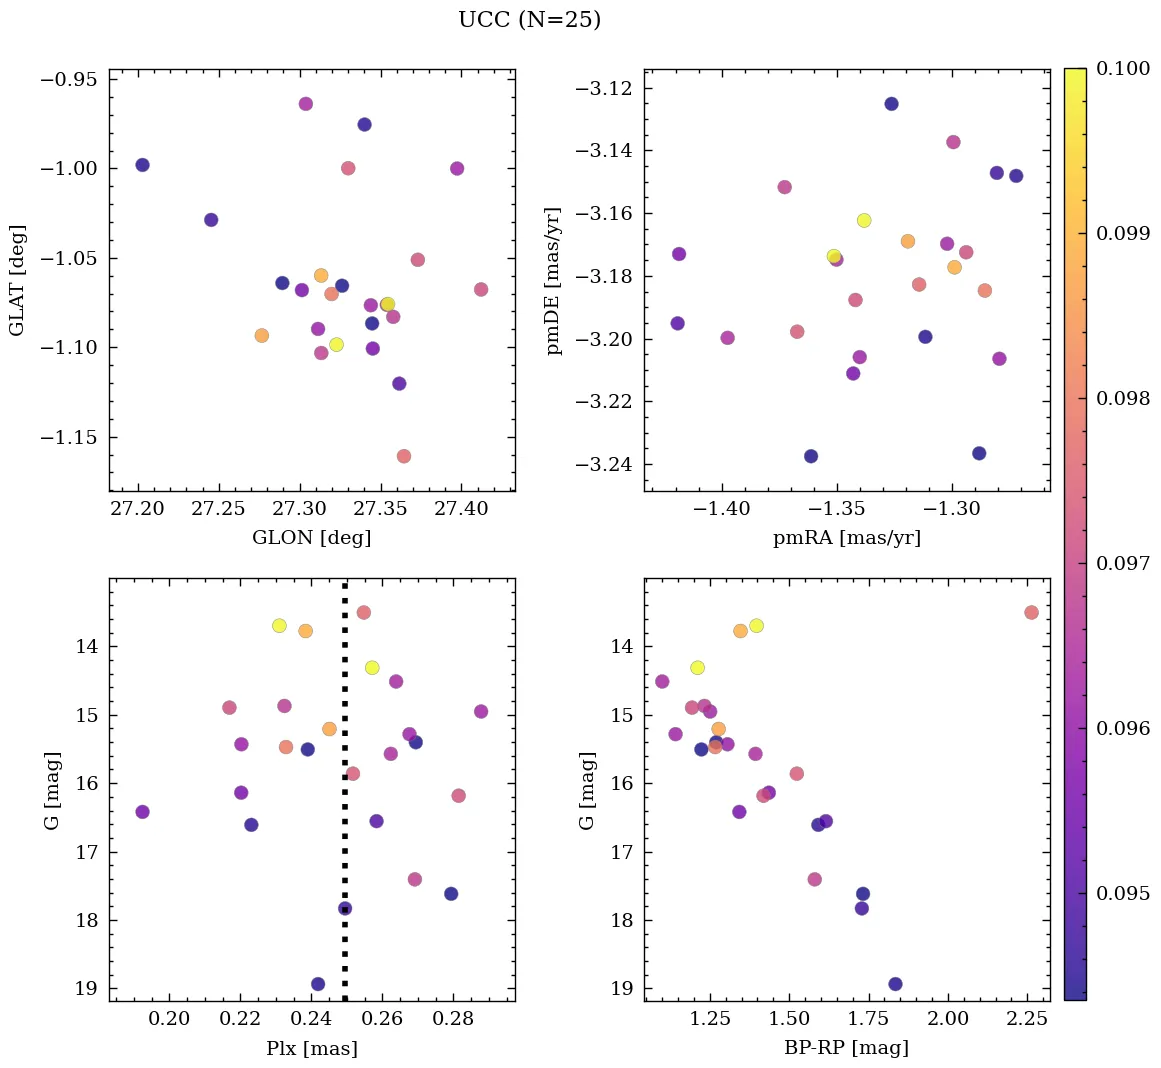 UCC (N=25)
−0.95
−1.00
−1.05
−1.10
−1.15
GLAT [deg]
27.20 27.25 27.30 27.35 27.40
GLON [deg]
−3.12
−3.14
−3.16
−3.18
−3.20
−3.22
−3.24
pmDE [mas/yr]
−1.40 −1.35 −1.30
pmRA [mas/yr]
0.100
0.099
0.098
0.097
0.096
0.095
14
15
16
17
18
19
G [mag]
0.20 0.22 0.24 0.26 0.28
Plx [mas]
14
15
16
17
18
19
G [mag]
1.25 1.50 1.75 2.00 2.25
BP-RP [mag]